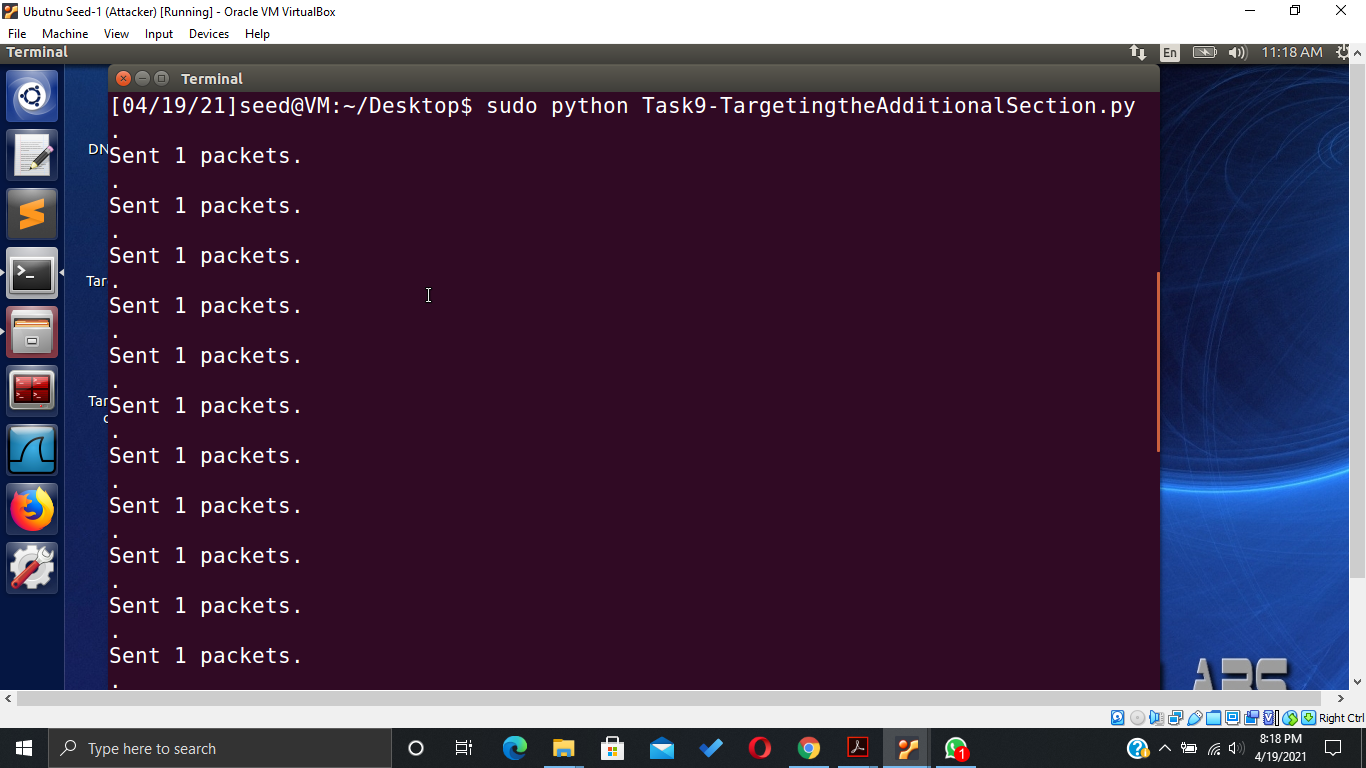 Ubutnu Seed-1 (Attacker) [Running] - Oracle VM VirtualBox
File Machine View Input Devices Help
Terminal En 11:18 AM
Terminal
[04/19/21]seed@VM:~/Desktop$ sudo python Task9-TargetingtheAdditionalSection.py
.
Sent 1 packets.
.
Sent 1 packets.
.
Sent 1 packets.
.
Sent 1 packets.
.
Sent 1 packets.
.
Sent 1 packets.
.
Sent 1 packets.
.
Sent 1 packets.
.
Sent 1 packets.
.
Sent 1 packets.
.
Sent 1 packets.
.
DN
Tar
Tar
c
Right Ctrl
Type here to search
1
8:18 PM
4/19/2021